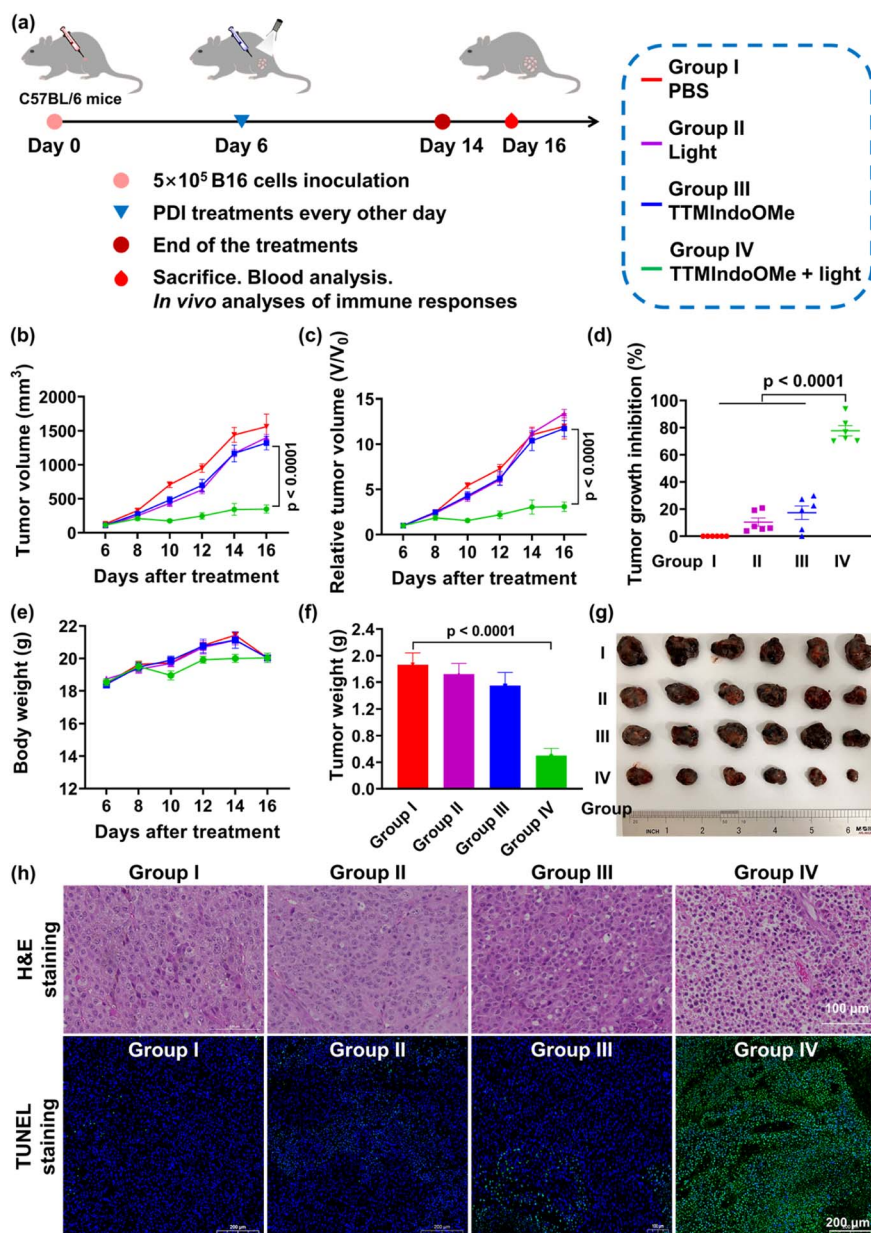 (a)
C57BL/6 mice
Day 0
Day 6
Day 14
Day 16
5×10⁵ B16 cells inoculation
PDI treatments every other day
End of the treatments
Sacrifice. Blood analysis.
In vivo analyses of immune responses
Group I
PBS
Group II
Light
Group III
TTMIndoOMe
Group IV
TTMIndoOMe + light
(b)
Tumor volume (mm³)
2000
1500
1000
500
0
6 8 10 12 14 16
Days after treatment
p < 0.0001
(c)
Relative tumor volume (V/V₀)
15
10
5
0
6 8 10 12 14 16
Days after treatment
p < 0.0001
(d)
Tumor growth inhibition (%)
p < 0.0001
100
80
60
40
20
0
Group I II III IV
(e)
Body weight (g)
22
20
18
16
14
12
6 8 10 12 14 16
Days after treatment
(f)
Tumor weight (g)
p < 0.0001
2.4
2.0
1.6
1.2
0.8
0.4
0.0
Group I
Group II
Group III
Group IV
(g)
I
II
III
IV
Group
INCH 1 2 3 4 5 6
(h)
Group I Group II Group III Group IV
H&E
staining
100 µm
Group I Group II Group III Group IV
TUNEL
staining
200 µm
200 µm
200 µm